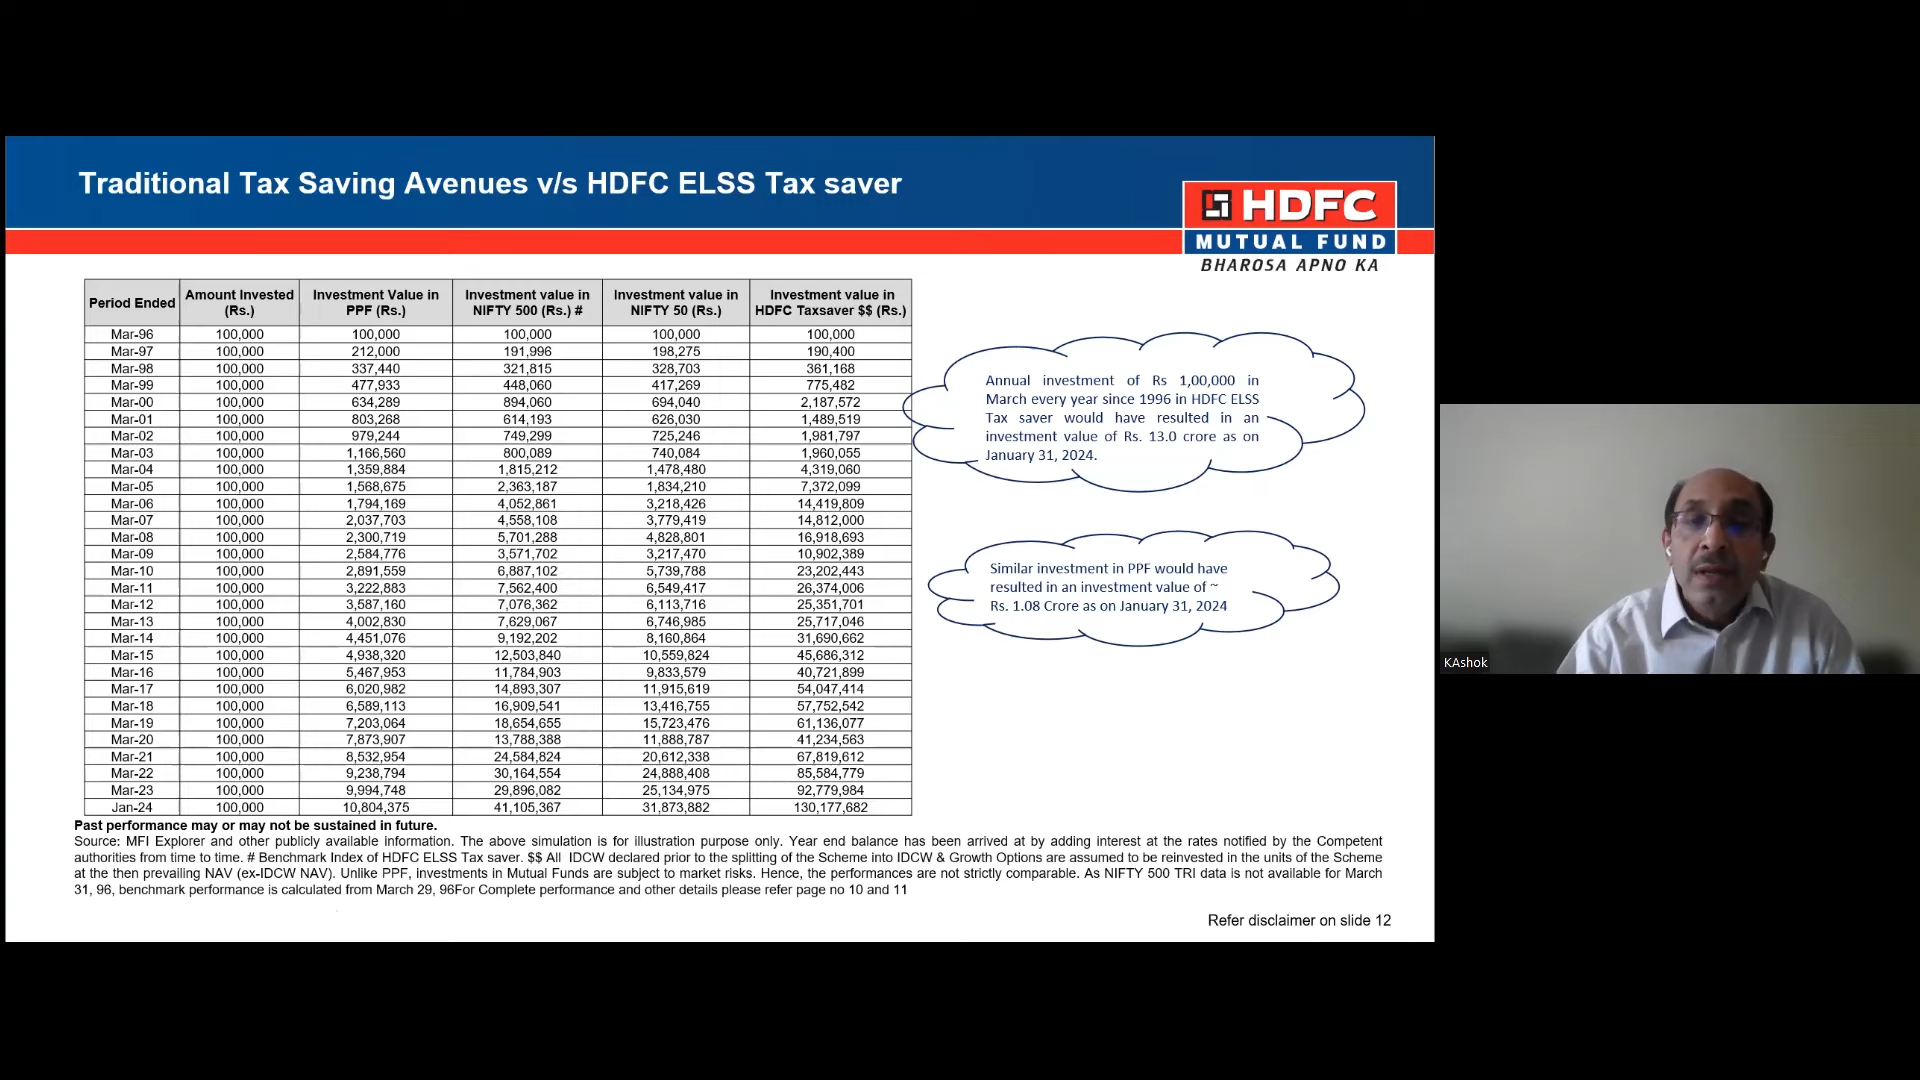 Traditional Tax Saving Avenues v/s HDFC ELSS Tax saver
HDFC
MUTUAL FUND
BHAROSA APNO KA
Period Ended Amount Invested (Rs.) Investment Value in PPF (Rs.) Investment value in NIFTY 500 (Rs.) # Investment value in NIFTY 50 (Rs.) Investment value in HDFC Taxsaver $$ (Rs.)
Mar-96 100,000 100,000 100,000 100,000 100,000
Mar-97 100,000 212,000 191,996 198,275 190,400
Mar-98 100,000 337,440 321,815 328,703 361,168
Mar-99 100,000 477,933 448,060 417,269 775,482
Mar-00 100,000 634,289 894,060 694,040 2,187,572
Mar-01 100,000 803,268 614,193 626,030 1,489,519
Mar-02 100,000 979,244 749,299 725,246 1,981,797
Mar-03 100,000 1,166,560 800,089 740,084 1,960,055
Mar-04 100,000 1,359,884 1,815,212 1,478,480 4,319,060
Mar-05 100,000 1,568,675 2,363,187 1,834,210 7,372,099
Mar-06 100,000 1,794,169 4,052,861 3,218,426 14,419,809
Mar-07 100,000 2,037,703 4,558,108 3,779,419 14,812,000
Mar-08 100,000 2,300,719 5,701,288 4,828,801 16,918,693
Mar-09 100,000 2,584,776 3,571,702 3,217,470 10,902,389
Mar-10 100,000 2,891,559 6,887,102 5,739,788 23,202,443
Mar-11 100,000 3,222,883 7,562,400 6,549,417 26,374,006
Mar-12 100,000 3,587,160 7,076,362 6,113,716 25,351,701
Mar-13 100,000 4,002,830 7,629,067 6,746,985 25,717,046
Mar-14 100,000 4,451,076 9,192,202 8,160,864 31,690,662
Mar-15 100,000 4,938,320 12,503,840 10,559,824 45,686,312
Mar-16 100,000 5,467,953 11,784,903 9,833,579 40,721,899
Mar-17 100,000 6,020,982 14,893,307 11,915,619 54,047,414
Mar-18 100,000 6,589,113 16,909,541 13,416,755 57,752,542
Mar-19 100,000 7,203,064 18,654,655 15,723,476 61,136,077
Mar-20 100,000 7,873,907 13,788,388 11,888,787 41,234,563
Mar-21 100,000 8,532,954 24,584,824 20,612,338 67,819,612
Mar-22 100,000 9,238,794 30,164,554 24,888,408 85,584,779
Mar-23 100,000 9,994,748 29,896,082 25,134,975 92,779,984
Jan-24 100,000 10,804,375 41,105,367 31,873,882 130,177,682
Annual investment of Rs 1,00,000 in
March every year since 1996 in HDFC ELSS
Tax saver would have resulted in an
investment value of Rs. 13.0 crore as on
January 31, 2024.
Similar investment in PPF would have
resulted in an investment value of ~
Rs. 1.08 Crore as on January 31, 2024
Past performance may or may not be sustained in future.
Source: MFI Explorer and other publicly available information. The above simulation is for illustration purpose only. Year end balance has been arrived at by adding interest at the rates notified by the Competent
authorities from time to time. # Benchmark Index of HDFC ELSS Tax saver. $$ All IDCW declared prior to the splitting of the Scheme into IDCW & Growth Options are assumed to be reinvested in the units of the Scheme
at the then prevailing NAV (ex-IDCW NAV). Unlike PPF, investments in Mutual Funds are subject to market risks. Hence, the performances are not strictly comparable. As NIFTY 500 TRI data is not available for March
31, 96, benchmark performance is calculated from March 29, 96For Complete performance and other details please refer page no 10 and 11
Refer disclaimer on slide 12
KAshok